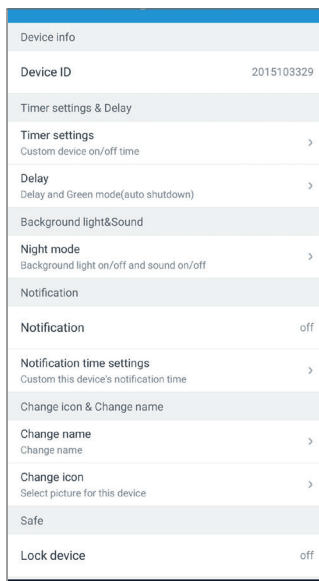 Device info
Device ID 2015103329
Timer settings & Delay
Timer settings
Custom device on/off time
Delay
Delay and Green mode(auto shutdown)
Background light&Sound
Night mode
Background light on/off and sound on/off
Notification
Notification off
Notification time settings
Custom this device's notification time
Change icon & Change name
Change name
Change name
Change icon
Select picture for this device
Safe
Lock device off